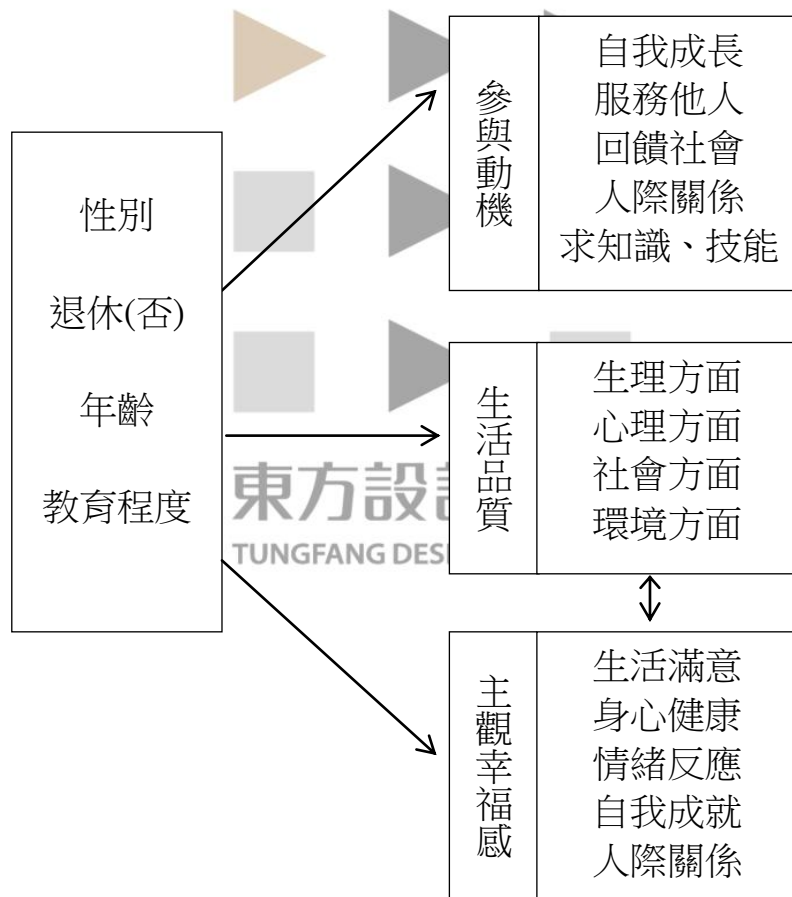 性別
退休(否)
年齡
教育程度
參與動機
自我成長
服務他人
回饋社會
人際關係
求知識、技能
生活品質
生理方面
心理方面
社會方面
環境方面
主觀幸福感
生活滿意
身心健康
情緒反應
自我成就
人際關係
東方設
TUNGFANG